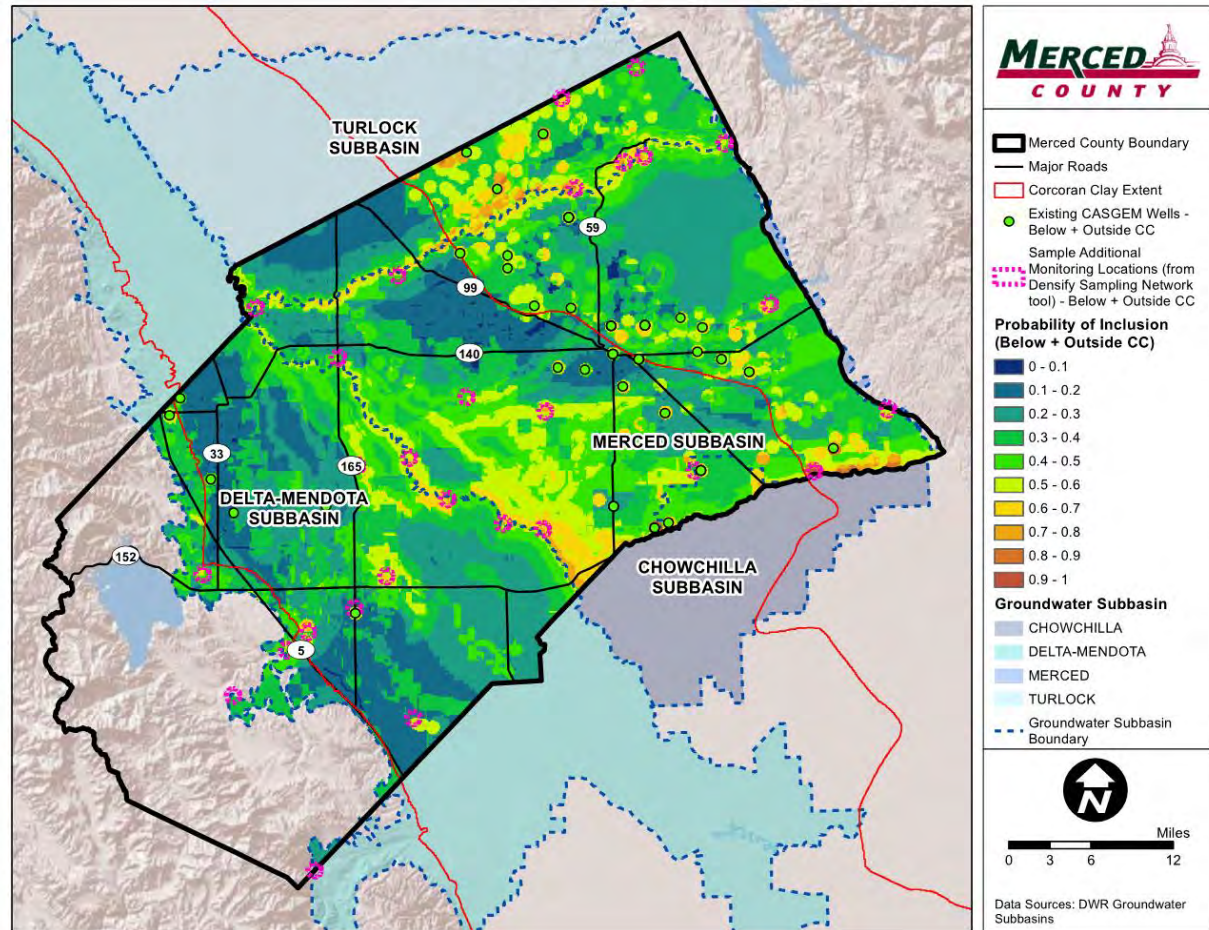 TURLOCK
SUBBASIN
59
99
140
MERCED SUBBASIN
33
165
DELTA-MENDOTA
SUBBASIN
152
CHOWCHILLA
SUBBASIN
5
MERCED
COUNTY
Merced County Boundary
Major Roads
Corcoran Clay Extent
Existing CASGEM Wells -
Below + Outside CC
Sample Additional
Monitoring Locations (from
Densify Sampling Network
tool) - Below + Outside CC
Probability of Inclusion
(Below + Outside CC)
0 - 0.1
0.1 - 0.2
0.2 - 0.3
0.3 - 0.4
0.4 - 0.5
0.5 - 0.6
0.6 - 0.7
0.7 - 0.8
0.8 - 0.9
0.9 - 1
Groundwater Subbasin
CHOWCHILLA
DELTA-MENDOTA
MERCED
TURLOCK
Groundwater Subbasin
Boundary
N
Miles
0 3 6 12
Data Sources: DWR Groundwater
Subbasins